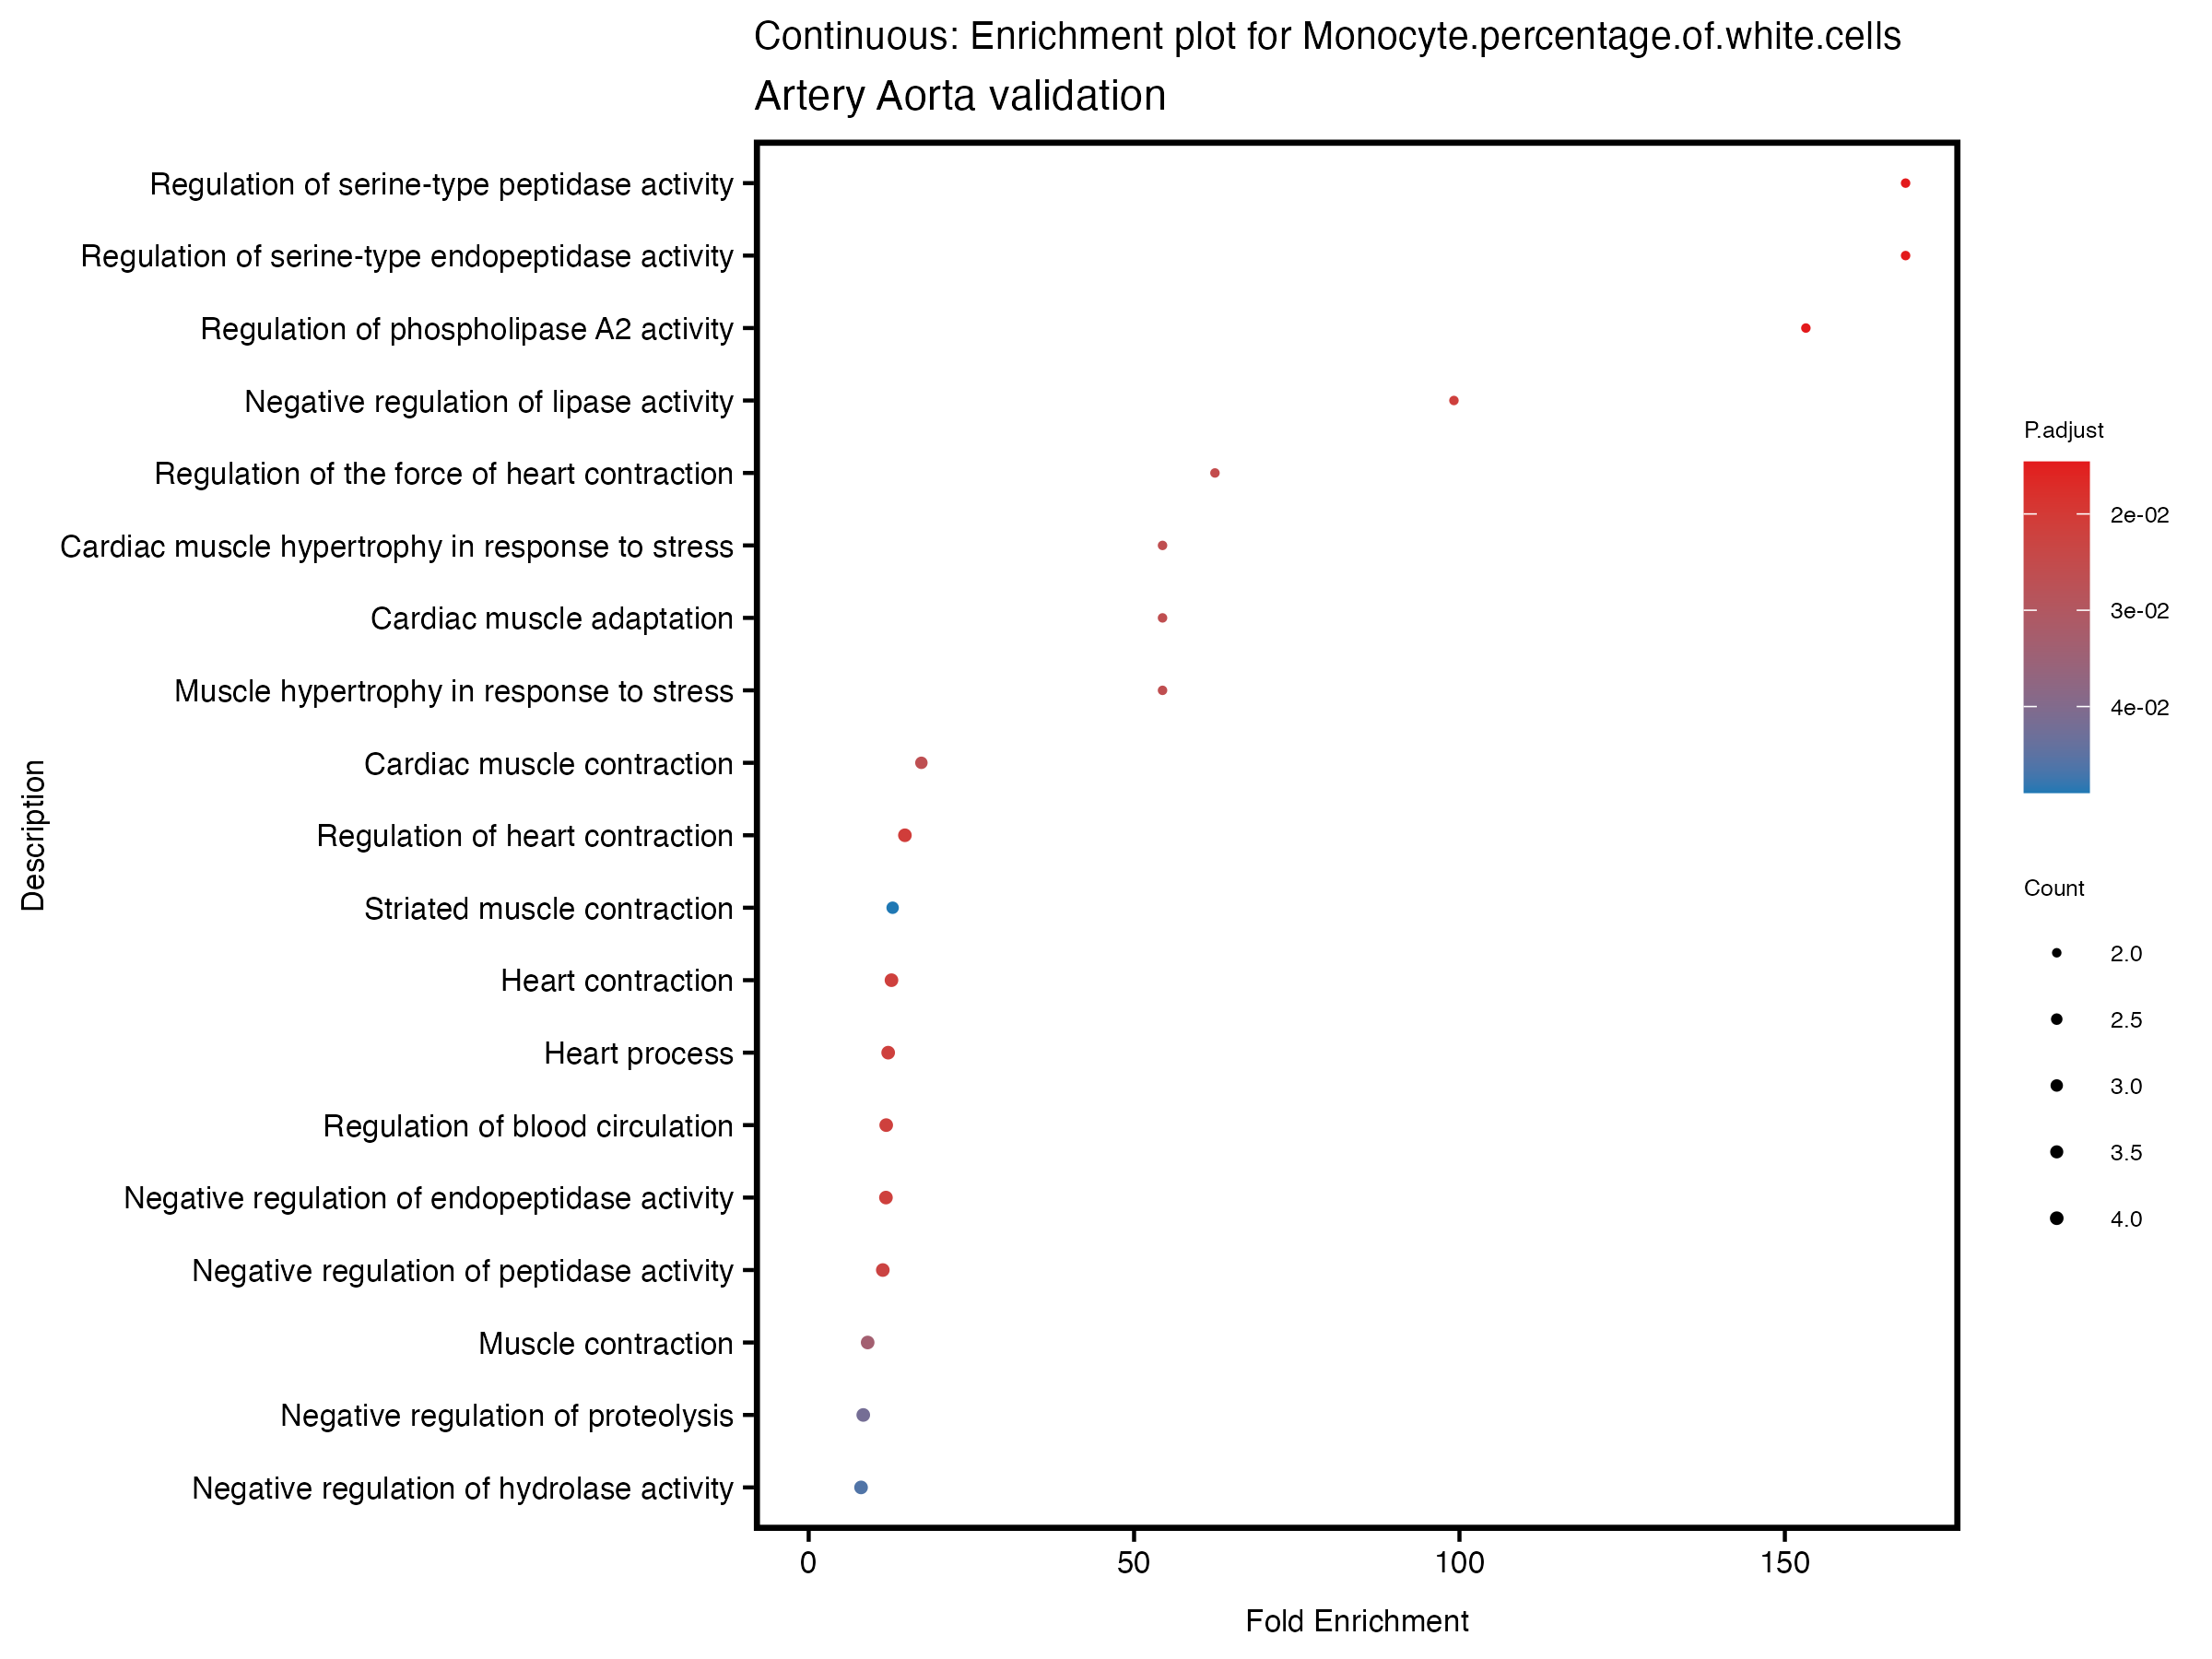 Continuous: Enrichment plot for Monocyte.percentage.of.white.cells
Artery Aorta validation
Description
Regulation of serine-type peptidase activity
Regulation of serine-type endopeptidase activity
Regulation of phospholipase A2 activity
Negative regulation of lipase activity
Regulation of the force of heart contraction
Cardiac muscle hypertrophy in response to stress
Cardiac muscle adaptation
Muscle hypertrophy in response to stress
Cardiac muscle contraction
Regulation of heart contraction
Striated muscle contraction
Heart contraction
Heart process
Regulation of blood circulation
Negative regulation of endopeptidase activity
Negative regulation of peptidase activity
Muscle contraction
Negative regulation of proteolysis
Negative regulation of hydrolase activity
0 50 100 150
Fold Enrichment
P.adjust
2e-02
3e-02
4e-02
Count
2.0
2.5
3.0
3.5
4.0